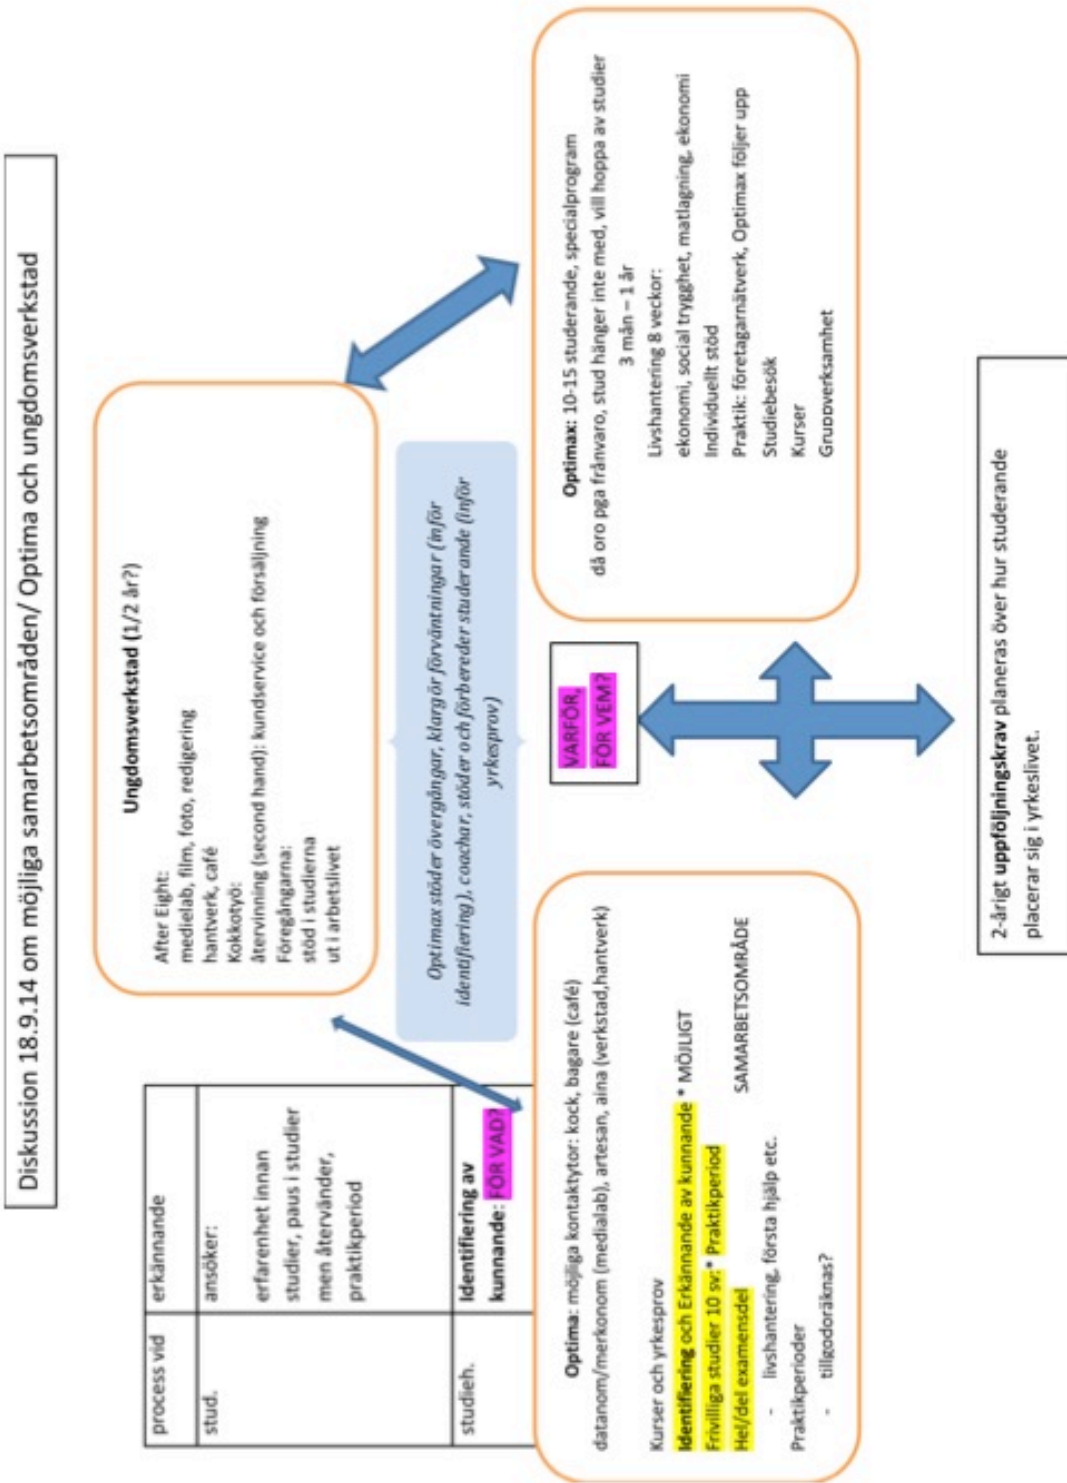 Diskussion 18.9.14 om möjliga samarbetsområden/ Optima och ungdomsverkstad
process vid erkännande
stud. ansöker:
erfarenhet innan
studier, paus i studier
men återvänder,
praktikperiod
studieh. Identifiering av
kunnande: FÖR VAD?
Ungdomsverkstad (1/2 år?)
After Eight:
medielab, film, foto, redigering
hantverk, café
Kokkotyö:
återvinning (second hand): kundservice och försäljning
Föregångarna:
stöd i studierna
ut i arbetslivet
Optimax stöder övergångar, klargör förväntningar (inför
identifiering), coachar, stöder och förbereder studerande (inför
yrkesprov)
Optima: möjliga kontaktytor: kock, bagare (café)
datanom/merkonom (medialab), artesan, aina (verkstad,hantverk)
Kurser och yrkesprov
Identifiering och Erkännande av kunnande * MÖJLIGT
Frivilliga studier 10 sv:* Praktikperiod
Hel/del examensdel SAMARBETSOMRÅDE
- livshantering, första hjälp etc.
Praktikperioder
- tillgodoräknas?
VARFÖR,
FÖR VEM?
Optimax: 10-15 studerande, specialprogram
då oro pga frånvaro, stud hänger inte med, vill hoppa av studier
3 mån – 1 år
Livshantering 8 veckor:
ekonomi, social trygghet, matlagning, ekonomi
Individuellt stöd
Praktik: företagarnätverk, Optimax följer upp
Studiebesök
Kurser
Gruppverksamhet
2-årigt uppföljningskrav planeras över hur studerande
placerar sig i yrkeslivet.